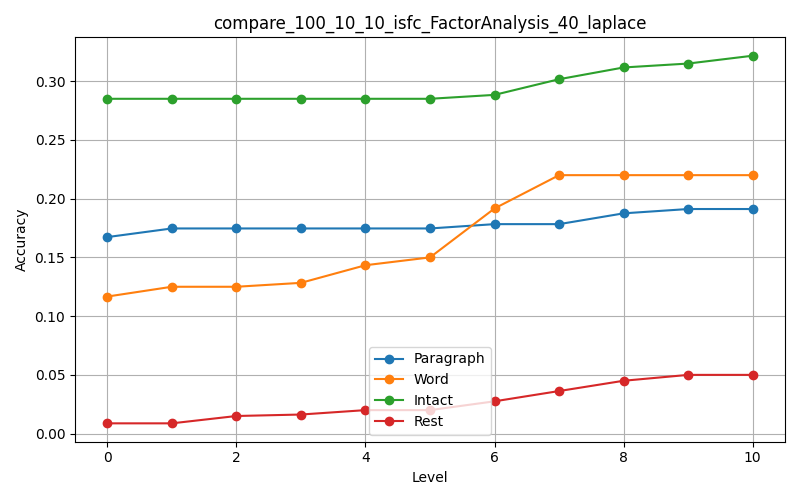 compare_100_10_10_isfc_FactorAnalysis_40_laplace
Accuracy
0.30
0.25
0.20
0.15
0.10
0.05
0.00
Paragraph
Word
Intact
Rest
0 2 4 6 8 10
Level